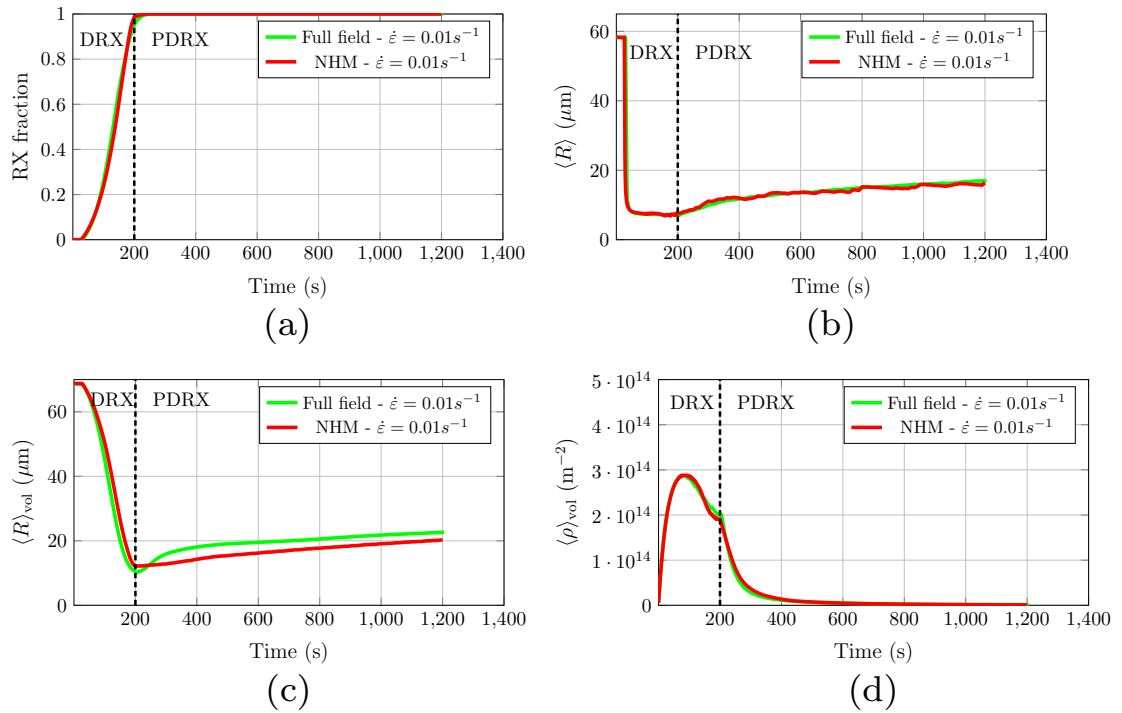 1
0.8
0.6
0.4
0.2
0
RX fraction
DRX PDRX
Full field - ε̇ = 0.01s⁻¹
NHM - ε̇ = 0.01s⁻¹
200 400 600 800 1,000 1,200 1,400
Time (s)
(a)
60
40
20
0
⟨R⟩ (μm)
DRX PDRX
Full field - ε̇ = 0.01s⁻¹
NHM - ε̇ = 0.01s⁻¹
200 400 600 800 1,000 1,200 1,400
Time (s)
(b)
60
40
20
0
⟨R⟩vol (μm)
DRX PDRX
Full field - ε̇ = 0.01s⁻¹
NHM - ε̇ = 0.01s⁻¹
200 400 600 800 1,000 1,200 1,400
Time (s)
(c)
5 · 10¹⁴
4 · 10¹⁴
3 · 10¹⁴
2 · 10¹⁴
1 · 10¹⁴
0
⟨ρ⟩vol (m⁻²)
DRX PDRX
Full field - ε̇ = 0.01s⁻¹
NHM - ε̇ = 0.01s⁻¹
200 400 600 800 1,000 1,200 1,400
Time (s)
(d)